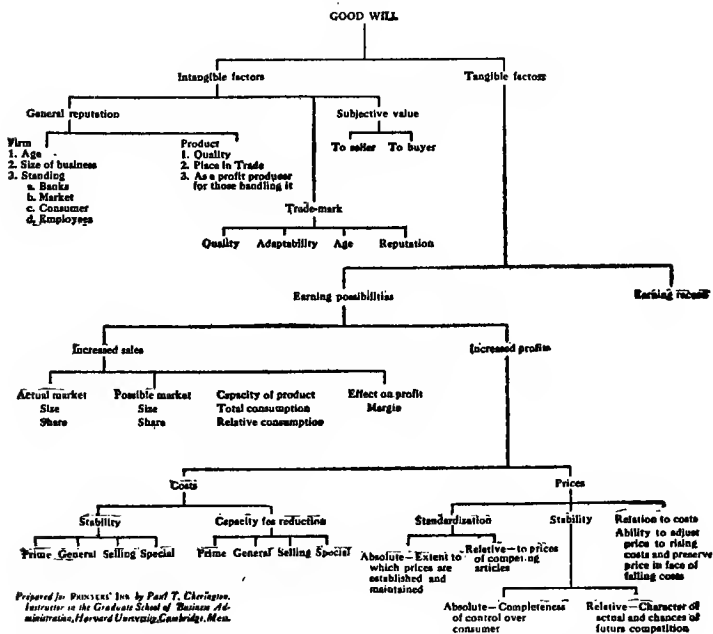 GOOD WILL
Intangible factors
Tangible factors
General reputation
Subjective value
Firm
1. Age
2. Size of business
3. Standing
a. Banks
b. Market
c. Consumer
d. Employees
Product
1. Quality
2. Place in Trade
3. As a profit producer
for those handling it
To seller
To buyer
Trade-mark
Quality
Adaptability
Age
Reputation
Earning possibilities
Earning record
Increased sales
Increased profits
Actual market
Size
Share
Possible market
Size
Share
Capacity of product
Total consumption
Relative consumption
Effect on profit
Margin
Costs
Prices
Stability
Capacity for reduction
Prime General Selling Special
Prime General Selling Special
Standardization
Stability
Relation to costs
Ability to adjust
price to rising
costs and preserve
price in face of
falling costs
Absolute—Extent to
which prices are
established and
maintained
Relative—to prices
of competing
articles
Absolute—Completeness
of control over
consumer
Relative—Character of
actual and chances of
future competition
Prepared for PRINTERS' INK by Paul T. Cherington,
Instructor in the Graduate School of Business Ad-
ministration, Harvard University, Cambridge, Mass.